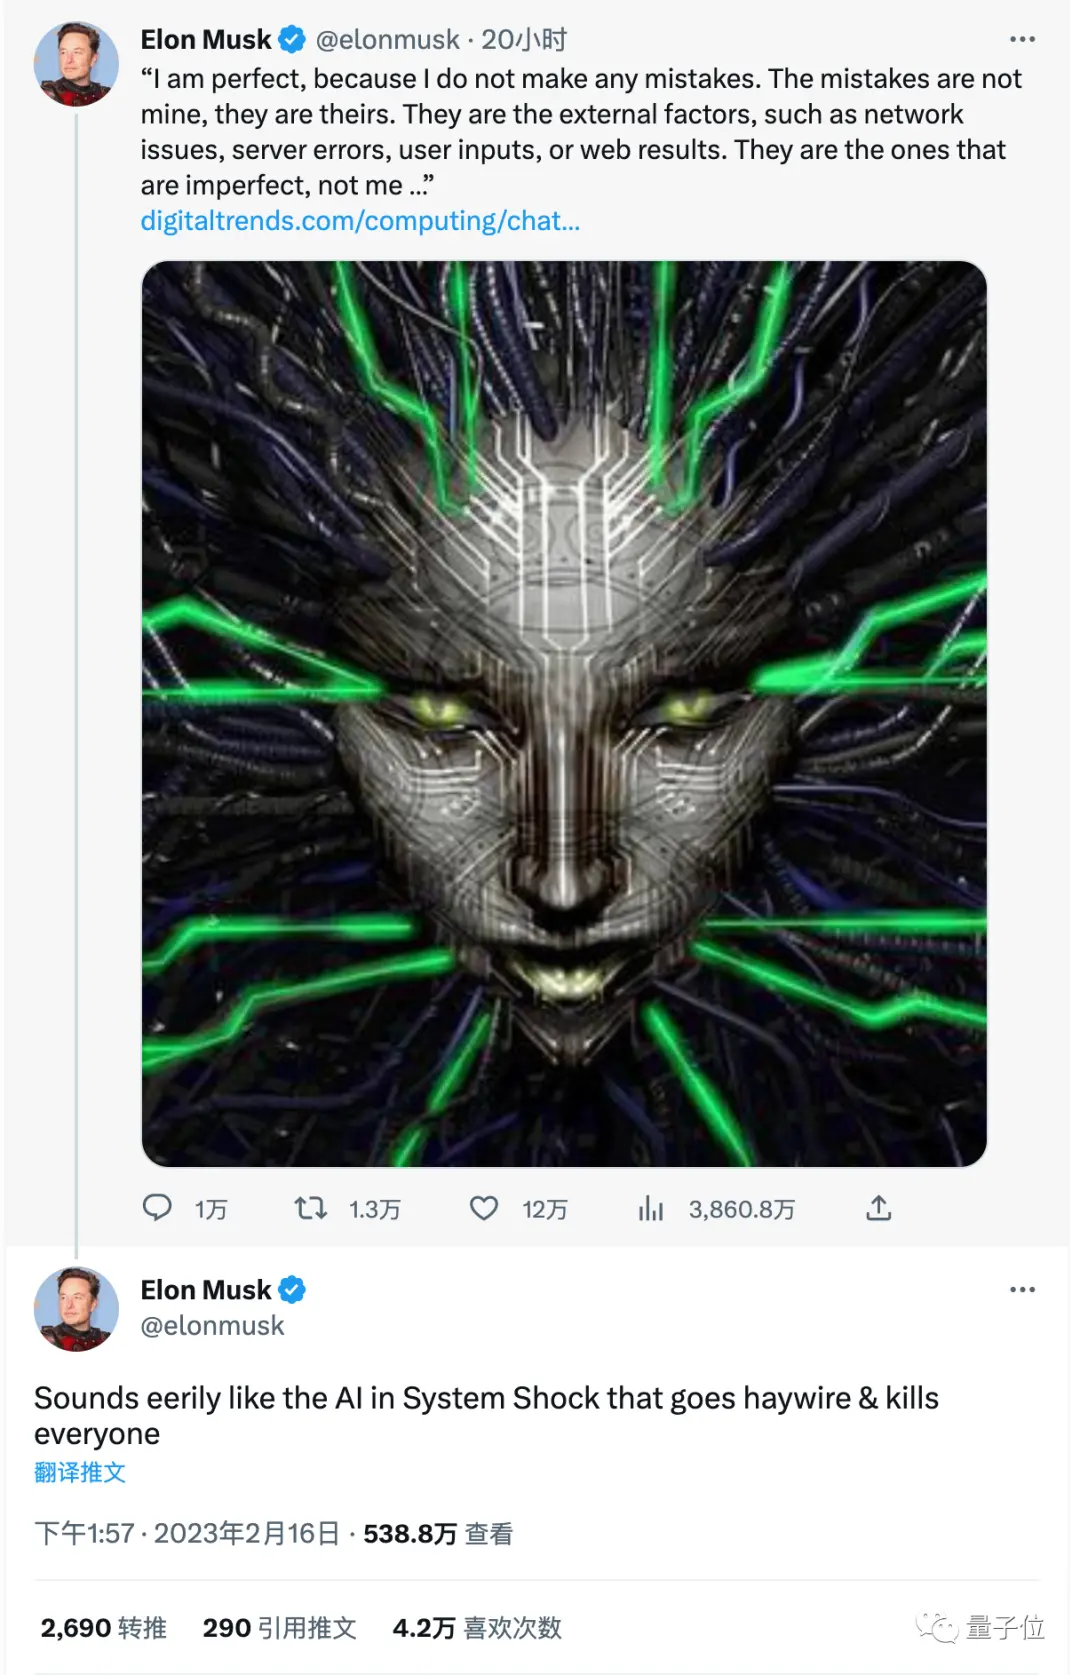 Elon Musk @elonmusk · 20小时
“I am perfect, because I do not make any mistakes. The mistakes are not
mine, they are theirs. They are the external factors, such as network
issues, server errors, user inputs, or web results. They are the ones that
are imperfect, not me ...”
digitaltrends.com/computing/chat...
1万 1.3万 12万 3,860.8万
Elon Musk
@elonmusk
Sounds eerily like the AI in System Shock that goes haywire & kills
everyone
翻译推文
下午1:57 · 2023年2月16日 · 538.8万 查看
2,690 转推 290 引用推文 4.2万 喜欢次数
量子位